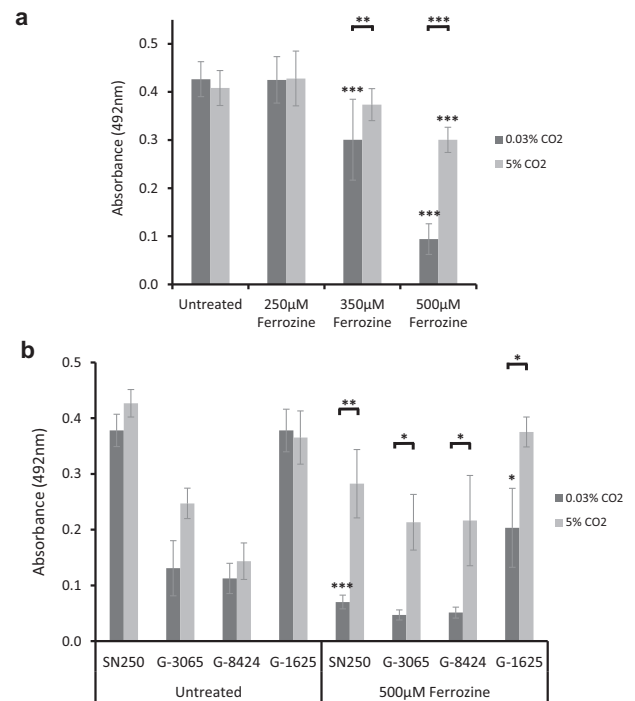 a
** ***
0.5
0.4
0.3
0.2
0.1
0.0
Absorbance (492nm)
***
***
***
0.03% CO2
5% CO2
Untreated 250µM Ferrozine 350µM Ferrozine 500µM Ferrozine
b
0.5
0.4
0.3
0.2
0.1
0.0
Absorbance (492nm)
*
**
*
*
*
***
0.03% CO2
5% CO2
SN250 G-3065 G-8424 G-1625 SN250 G-3065 G-8424 G-1625
Untreated 500µM Ferrozine